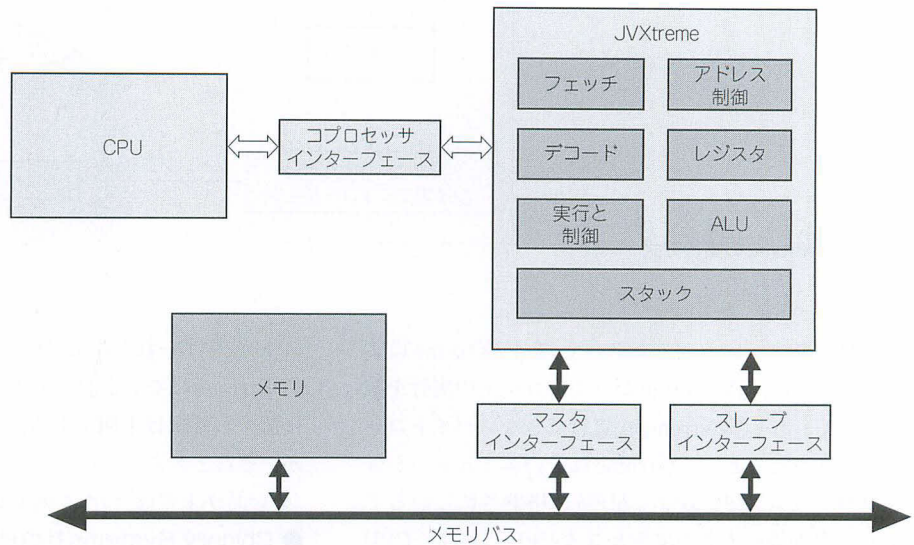 JVXtreme
フェッチ
アドレス
制御
CPU
コプロセッサ
インターフェース
デコード
レジスタ
実行と
制御
ALU
スタック
メモリ
マスタ
インターフェース
スレーブ
インターフェース
メモリバス